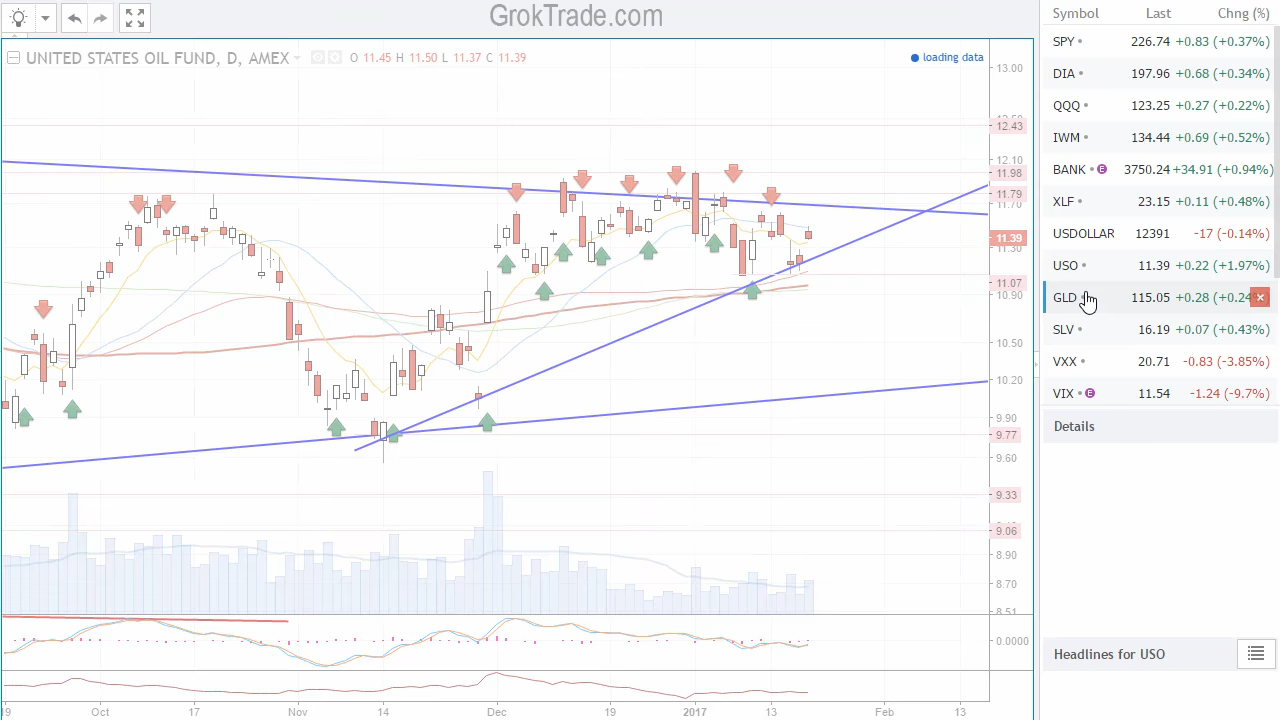 GrokTrade.com
UNITED STATES OIL FUND, D, AMEX
O 11.45 H 11.50 L 11.37 C 11.39
loading data
13.00
12.43
12.10
11.98
11.79
11.70
11.39
11.30
11.07
10.90
10.50
10.20
9.90
9.77
9.60
9.33
9.06
8.90
8.70
8.51
0.0000
19 Oct 17 Nov 14 Dec 19 2017 13 Feb 13
Symbol Last Chng (%)
SPY 226.74 +0.83 (+0.37%)
DIA 197.96 +0.68 (+0.34%)
QQQ 123.25 +0.27 (+0.22%)
IWM 134.44 +0.69 (+0.52%)
BANK E 3750.24 +34.91 (+0.94%)
XLF 23.15 +0.11 (+0.48%)
USDOLLAR 12391 -17 (-0.14%)
USO 11.39 +0.22 (+1.97%)
GLD 115.05 +0.28 (+0.24
SLV 16.19 +0.07 (+0.43%)
VXX 20.71 -0.83 (-3.85%)
VIX E 11.54 -1.24 (-9.7%)
Details
Headlines for USO